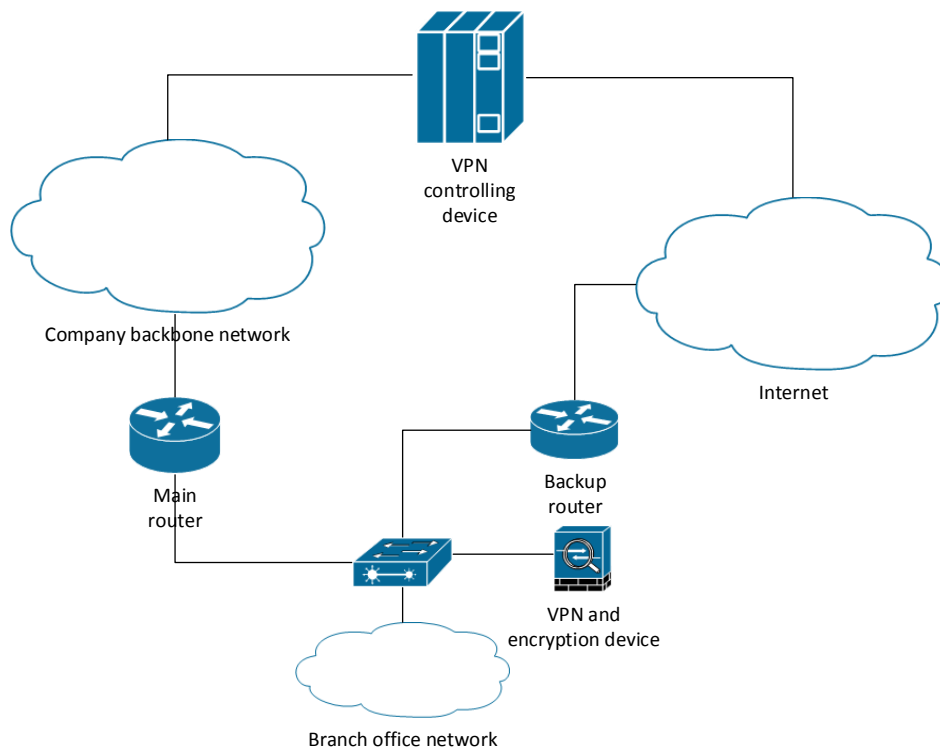 VPN
controlling
device
Company backbone network
Internet
Main
router
Backup
router
VPN and
encryption device
Branch office network